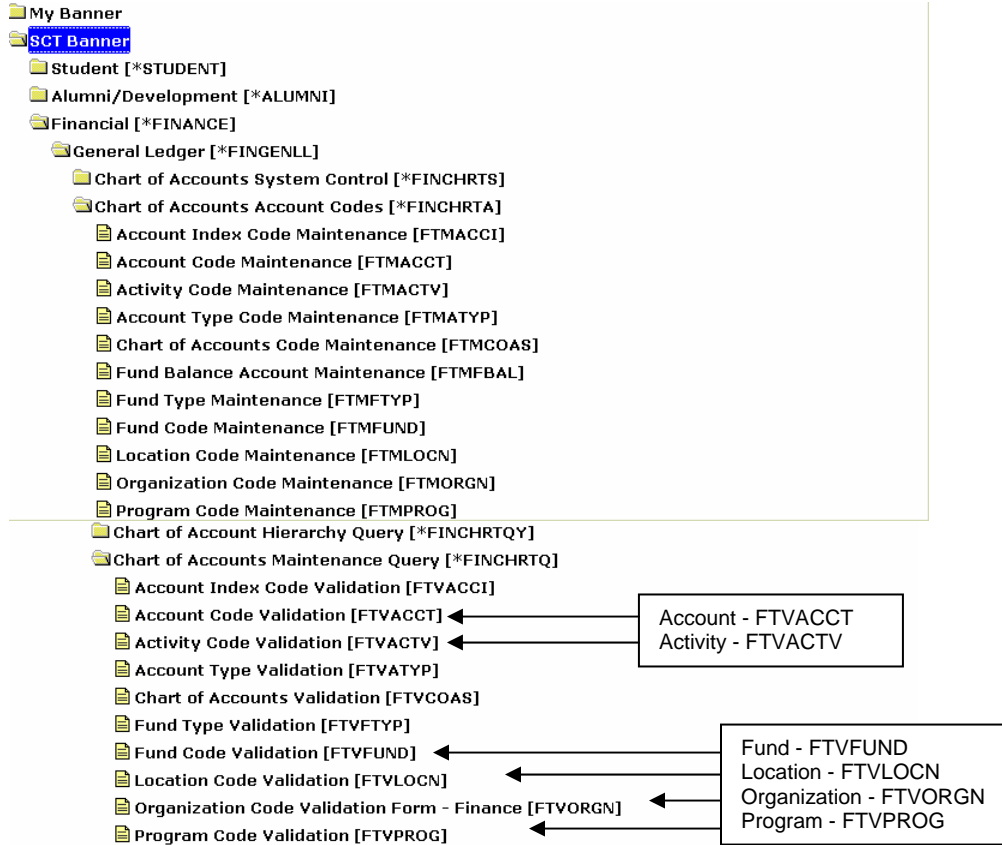 My Banner
SCT Banner
Student [*STUDENT]
Alumni/Development [*ALUMNI]
Financial [*FINANCE]
General Ledger [*FINGENLL]
Chart of Accounts System Control [*FINCHRTS]
Chart of Accounts Account Codes [*FINCHRTA]
Account Index Code Maintenance [FTMACCI]
Account Code Maintenance [FTMACCT]
Activity Code Maintenance [FTMACTV]
Account Type Code Maintenance [FTMATYP]
Chart of Accounts Code Maintenance [FTMCOAS]
Fund Balance Account Maintenance [FTMFBAL]
Fund Type Maintenance [FTMFTYP]
Fund Code Maintenance [FTMFUND]
Location Code Maintenance [FTMLOCN]
Organization Code Maintenance [FTMORGN]
Program Code Maintenance [FTMPROG]
Chart of Account Hierarchy Query [*FINCHRTQY]
Chart of Accounts Maintenance Query [*FINCHRTQ]
Account Index Code Validation [FTVACCI]
Account Code Validation [FTVACCT]
Activity Code Validation [FTVACTV]
Account Type Validation [FTVATYP]
Chart of Accounts Validation [FTVCOAS]
Fund Type Validation [FTVFTYP]
Fund Code Validation [FTVFUND]
Location Code Validation [FTVLOCN]
Organization Code Validation Form - Finance [FTVORGN]
Program Code Validation [FTVPROG]
Account - FTVACCT
Activity - FTVACTV
Fund - FTVFUND
Location - FTVLOCN
Organization - FTVORGN
Program - FTVPROG